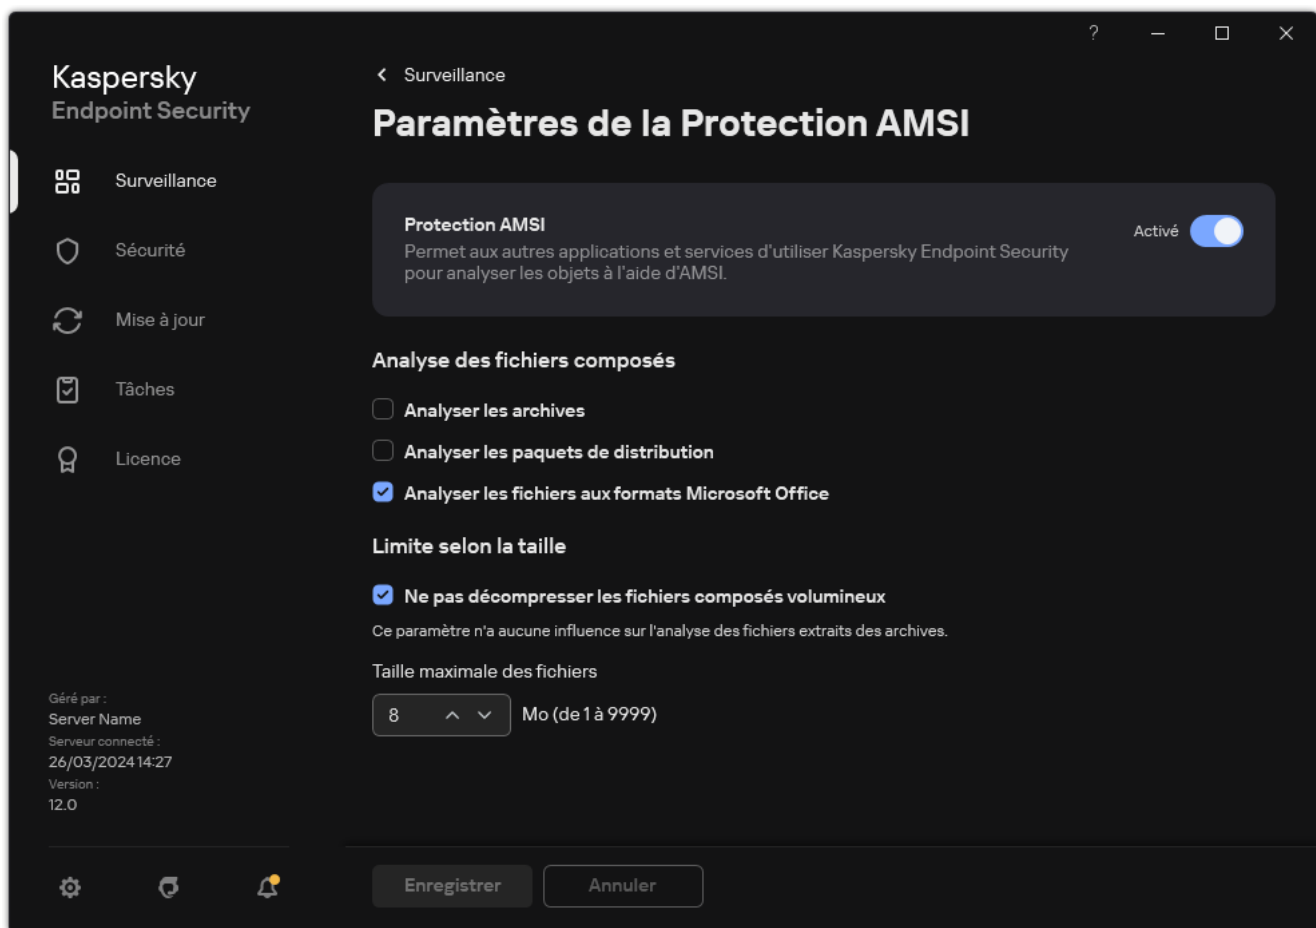 ?
Kaspersky
Endpoint Security
Surveillance
Sécurité
Mise à jour
Tâches
Licence
Géré par :
Server Name
Serveur connecté :
26/03/2024 14:27
Version :
12.0
Surveillance
Paramètres de la Protection AMSI
Protection AMSI
Permet aux autres applications et services d'utiliser Kaspersky Endpoint Security
pour analyser les objets à l'aide d'AMSI.
Activé
Analyse des fichiers composés
Analyser les archives
Analyser les paquets de distribution
Analyser les fichiers aux formats Microsoft Office
Limite selon la taille
Ne pas décompresser les fichiers composés volumineux
Ce paramètre n'a aucune influence sur l'analyse des fichiers extraits des archives.
Taille maximale des fichiers
8 Mo (de 1 à 9999)
Enregistrer
Annuler